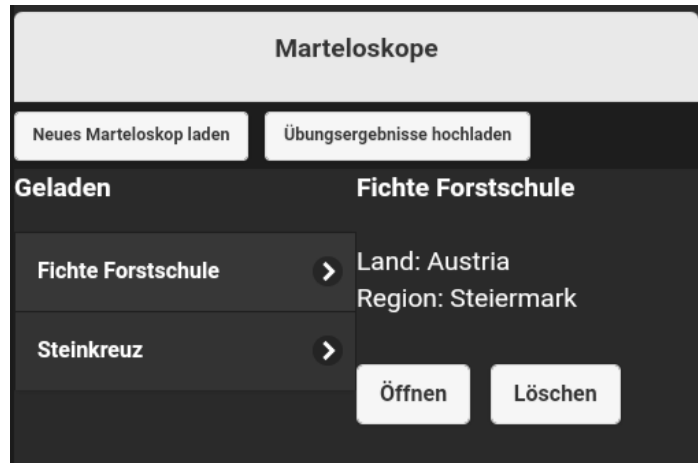 Marteloskope
Neues Marteloskop laden
Übungsergebnisse hochladen
Geladen
Fichte Forstschule
Steinkreuz
Fichte Forstschule
Land: Austria
Region: Steiermark
Öffnen
Löschen